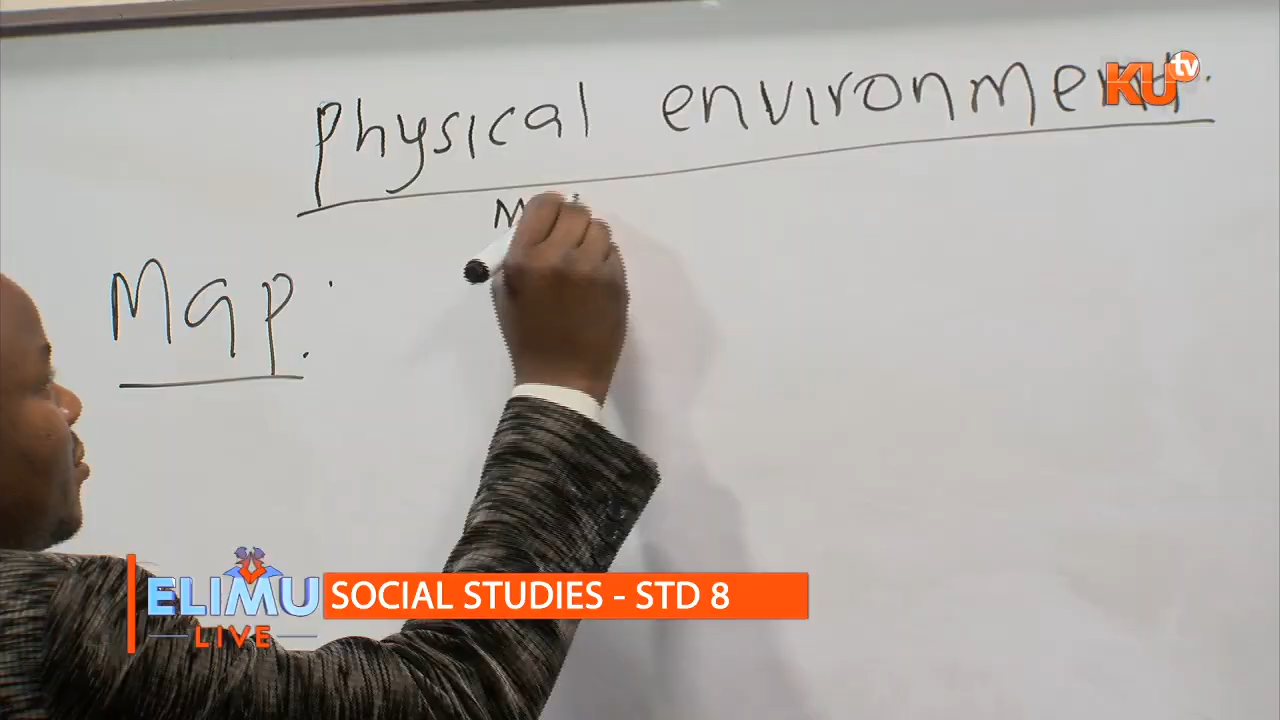 Physical environment.
KU tv
Map.
ELIMU
LIVE
SOCIAL STUDIES - STD 8